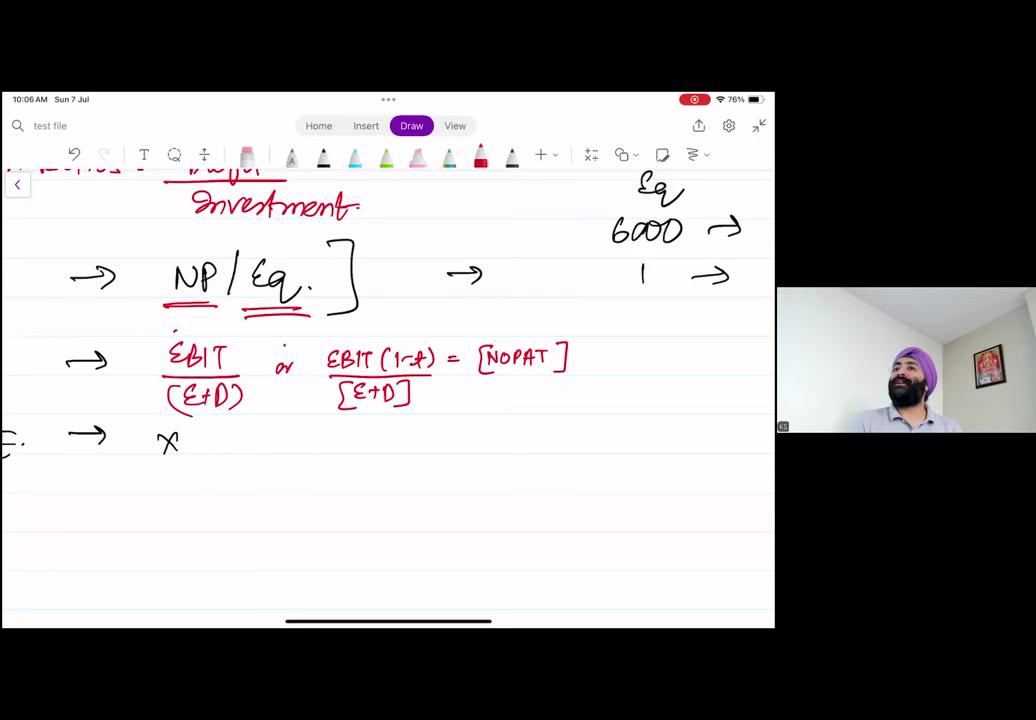 10:06 AM Sun 7 Jul
76%
test file
Home Insert Draw View
Investment.
Eq
6000 →
→ NP / Eq. ] →
1 →
→ EBIT / (E+D) or EBIT (1-t) / [E+D] = [NOPAT]
→ X
KS